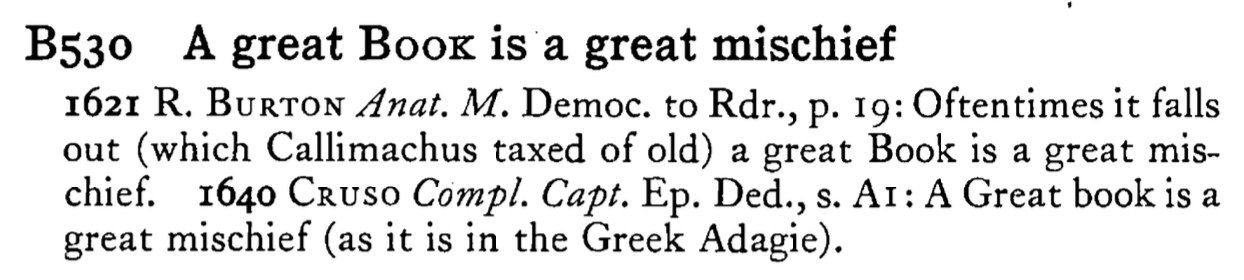 B530 A great BOOK is a great mischief
1621 R. BURTON Anat. M. Democ. to Rdr., p. 19: Oftentimes it falls
out (which Callimachus taxed of old) a great Book is a great mis-
chief. 1640 CRUSO Compl. Capt. Ep. Ded., s. A1: A Great book is a
great mischief (as it is in the Greek Adagie).